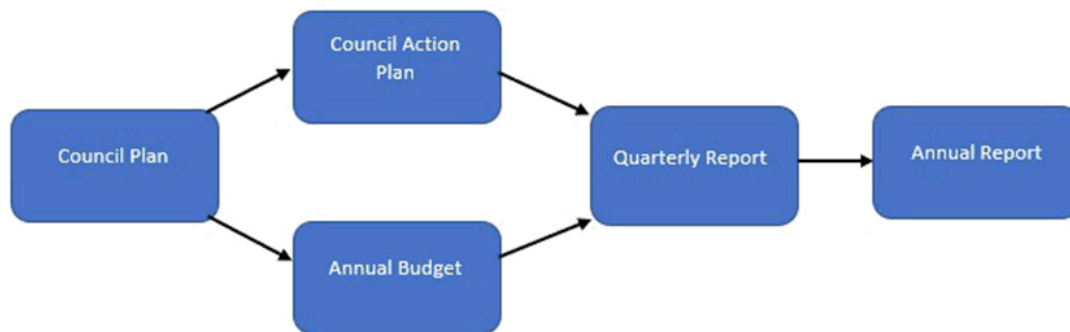 Council Action
Plan
Council Plan
Annual Budget
Quarterly Report
Annual Report